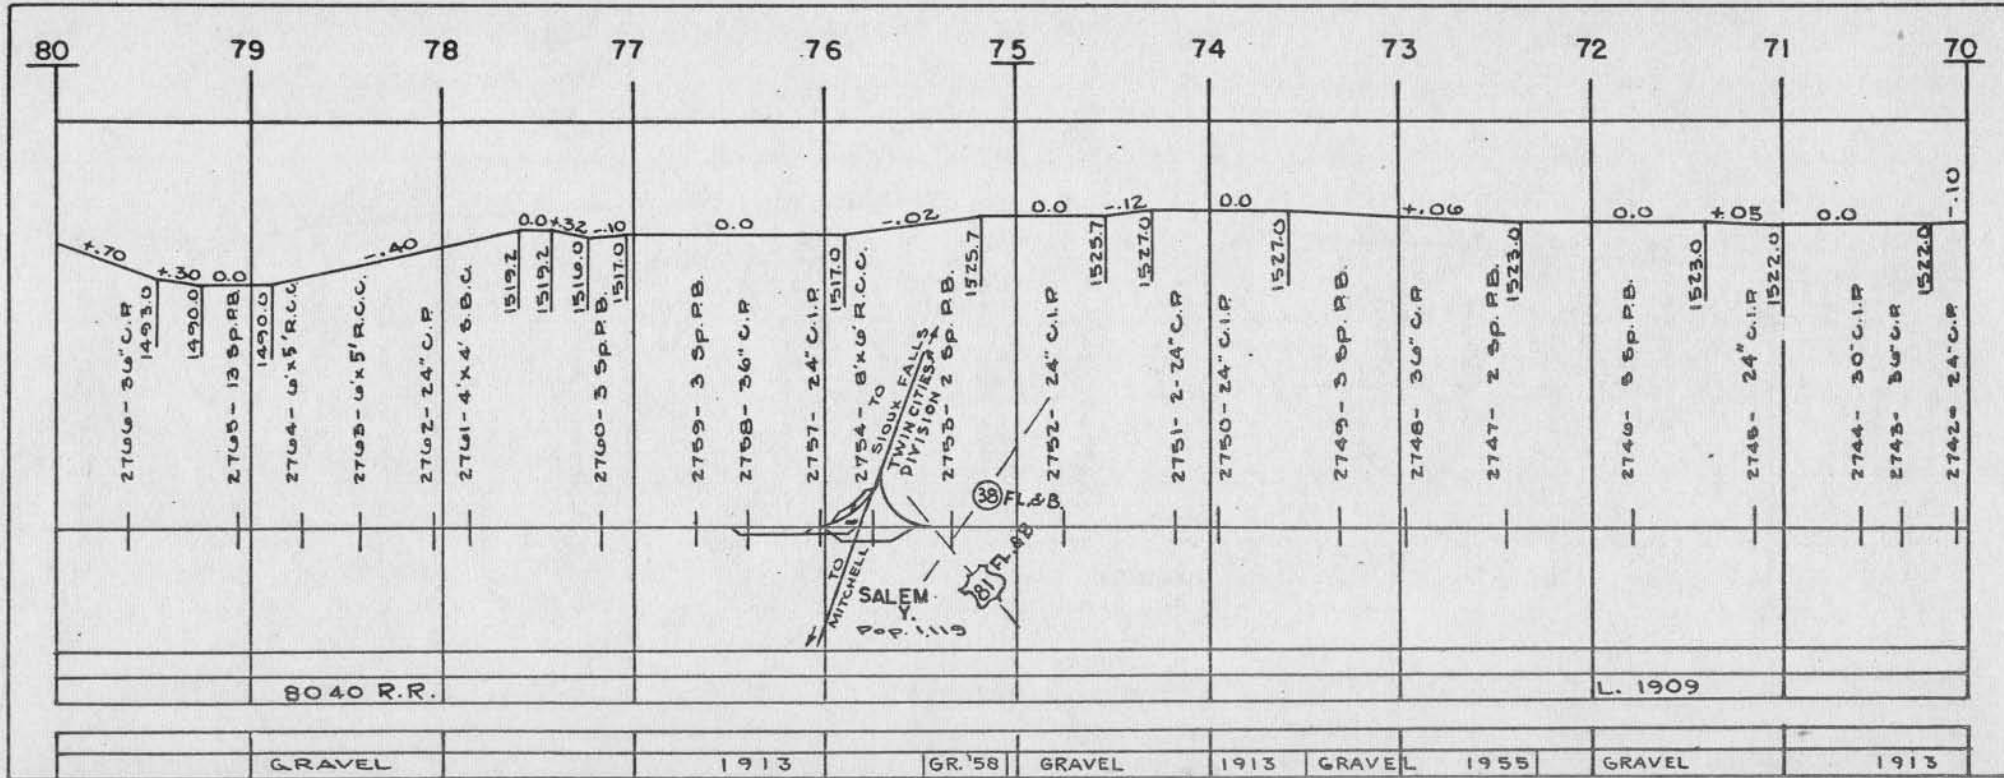 80 79 78 77 76 75 74 73 72 71 70
+.70 +.30 0.0 -.40 0.0 +.32 -.10 0.0 -.02 0.0 -.12 0.0 +.06 0.0 +.05 0.0 -.10
1493.0 1490.0 1490.0 1519.2 1519.2 1516.0 1517.0 1517.0 1525.7 1525.7 1527.0 1527.0 1523.0 1523.0 1522.0 1522.0
2766- 36" C.P.
2765- 13 Sp.P.B.
2764- 6'x5' R.C.C.
2763- 6'x5' R.C.C.
2762- 24" C.P.
2761- 4'x4' S.B.C.
2760- 3 Sp.P.B.
2759- 3 Sp.P.B.
2758- 36" C.P.
2757- 24" C.I.P.
2754- 8'x6' R.C.C.
TO
SIOUX FALLS
TWIN CITIES
DIVISION
2753- 2 Sp. P.B.
2752- 24" C.I.P.
2751- 2- 24" C.P.
2750- 24" C.I.P.
2749- 3 Sp. P.B.
2748- 36" C.P.
2747- 2 Sp. P.B.
2746- 3 Sp. P.B.
2745- 24" C.I.P.
2744- 30" C.I.P.
2743- 36" C.P.
2742- 24" C.P.
38 FL.& B.
81 FL.& B
TO
MITCHELL
SALEM
Y.
Pop. 1,119
8040 R.R. L. 1909
GRAVEL 1913 GR.'58 GRAVEL 1913 GRAVEL 1955 GRAVEL 1913